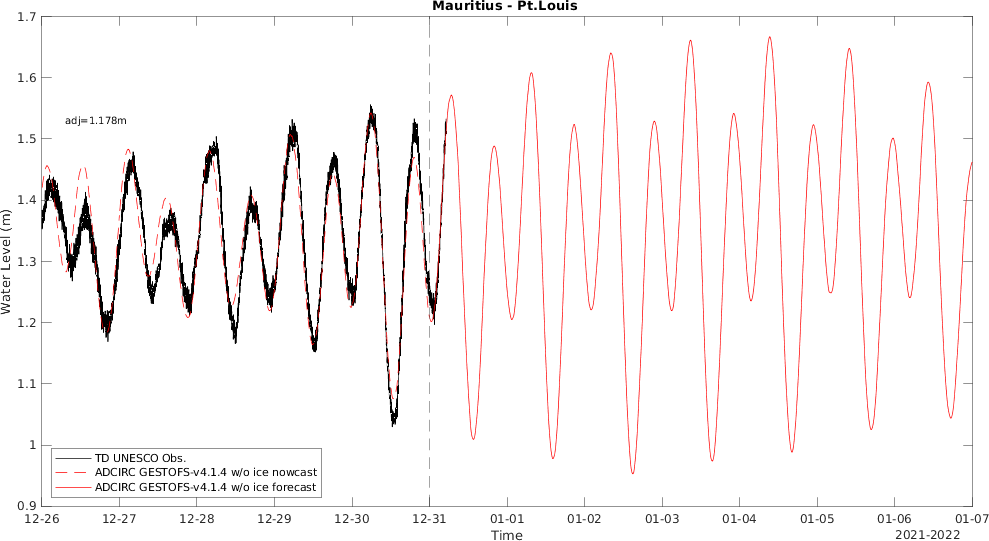 Mauritius - Pt.Louis
1.7
1.6
1.5
1.4
1.3
1.2
1.1
1
0.9
Water Level (m)
adj=1.178m
TD UNESCO Obs.
ADCIRC GESTOFS-v4.1.4 w/o ice nowcast
ADCIRC GESTOFS-v4.1.4 w/o ice forecast
12-26 12-27 12-28 12-29 12-30 12-31 01-01 01-02 01-03 01-04 01-05 01-06 01-07
Time
2021-2022